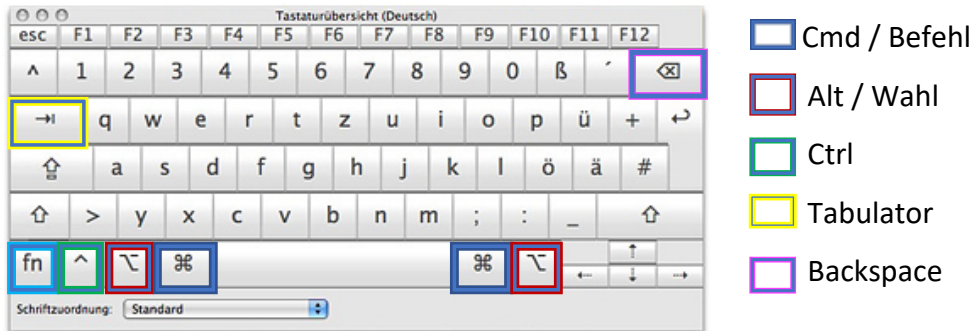 Tastaturübersicht (Deutsch)
esc F1 F2 F3 F4 F5 F6 F7 F8 F9 F10 F11 F12
^ 1 2 3 4 5 6 7 8 9 0 ß ´ ⌫
⇥ q w e r t z u i o p ü + ↩
⇪ a s d f g h j k l ö ä #
⇧ > y x c v b n m ; : _ ⇧
fn ^ ⌥ ⌘ ⌘ ⌥ ← ↑ ↓ →
Schriftzuordnung: Standard
Cmd / Befehl
Alt / Wahl
Ctrl
Tabulator
Backspace